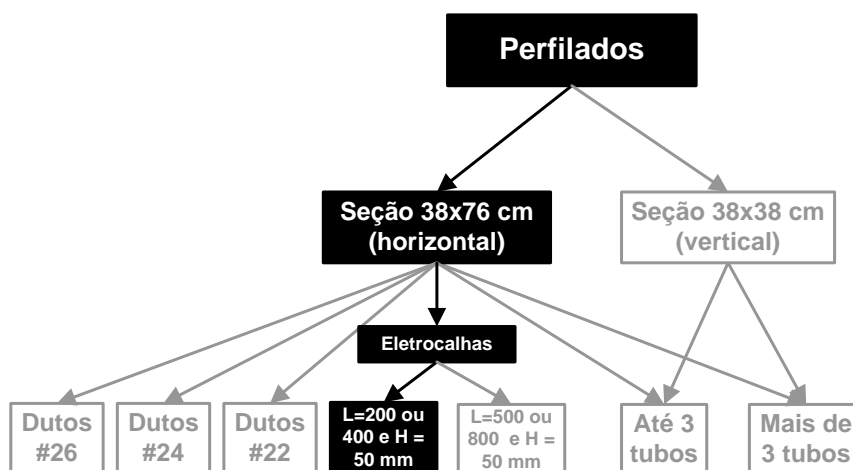 Perfilados
Seção 38x76 cm
(horizontal)
Seção 38x38 cm
(vertical)
Eletrocalhas
Dutos
#26
Dutos
#24
Dutos
#22
L=200 ou
400 e H =
50 mm
L=500 ou
800 e H =
50 mm
Até 3
tubos
Mais de
3 tubos